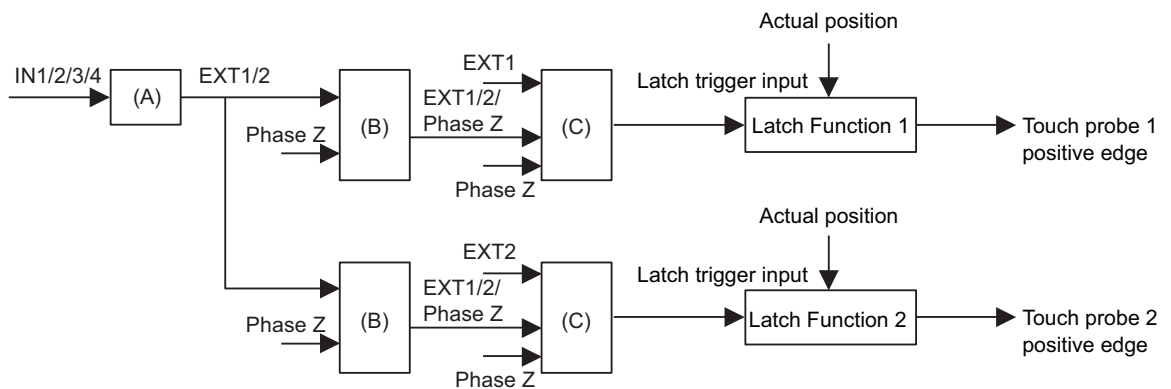 Actual position
IN1/2/3/4
EXT1/2
EXT1
Latch trigger input
(A)
(B)
EXT1/2/
Phase Z
(C)
Phase Z
Latch Function 1
Touch probe 1
positive edge
Phase Z
Actual position
EXT2
Latch trigger input
(B)
EXT1/2/
Phase Z
(C)
Phase Z
Latch Function 2
Touch probe 2
positive edge
Phase Z